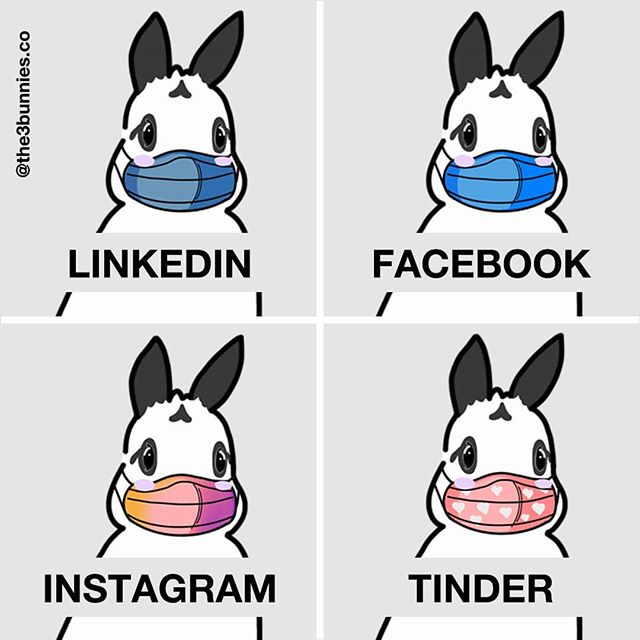 @the3bunnies.co
LINKEDIN
FACEBOOK
INSTAGRAM
TINDER